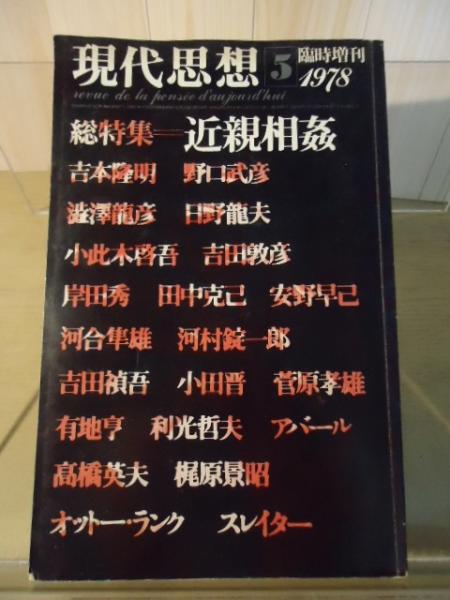 現代思想 5 臨時増刊 1978
revue de la pensée d'aujourd'hui
総特集＝近親相姦
吉本隆明 野口武彦
澁澤龍彦 日野龍夫
小此木啓吾 吉田敦彦
岸田秀 田中克己 安野早己
河合隼雄 河村錠一郎
吉田禎吾 小田晋 菅原孝雄
有地亨 利光哲夫 アバール
高橋英夫 梶原景昭
オットー・ランク スレイター